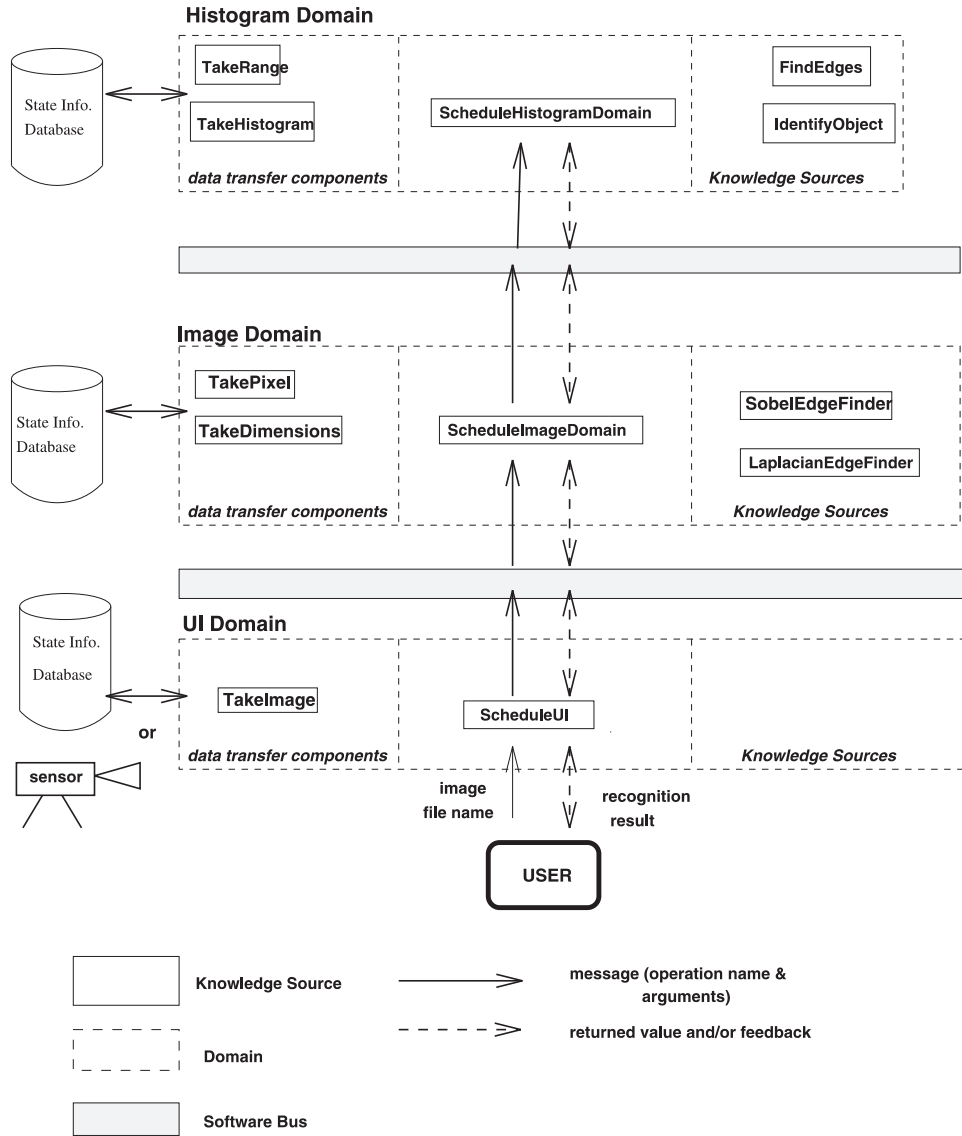 Histogram Domain
State Info.
Database
TakeRange
TakeHistogram
data transfer components
ScheduleHistogramDomain
FindEdges
IdentifyObject
Knowledge Sources
Image Domain
State Info.
Database
TakePixel
TakeDimensions
data transfer components
ScheduleImageDomain
SobelEdgeFinder
LaplacianEdgeFinder
Knowledge Sources
UI Domain
State Info.
Database
or
sensor
TakeImage
data transfer components
ScheduleUI
Knowledge Sources
image
file name
recognition
result
USER
Knowledge Source
message (operation name &
arguments)
Domain
returned value and/or feedback
Software Bus